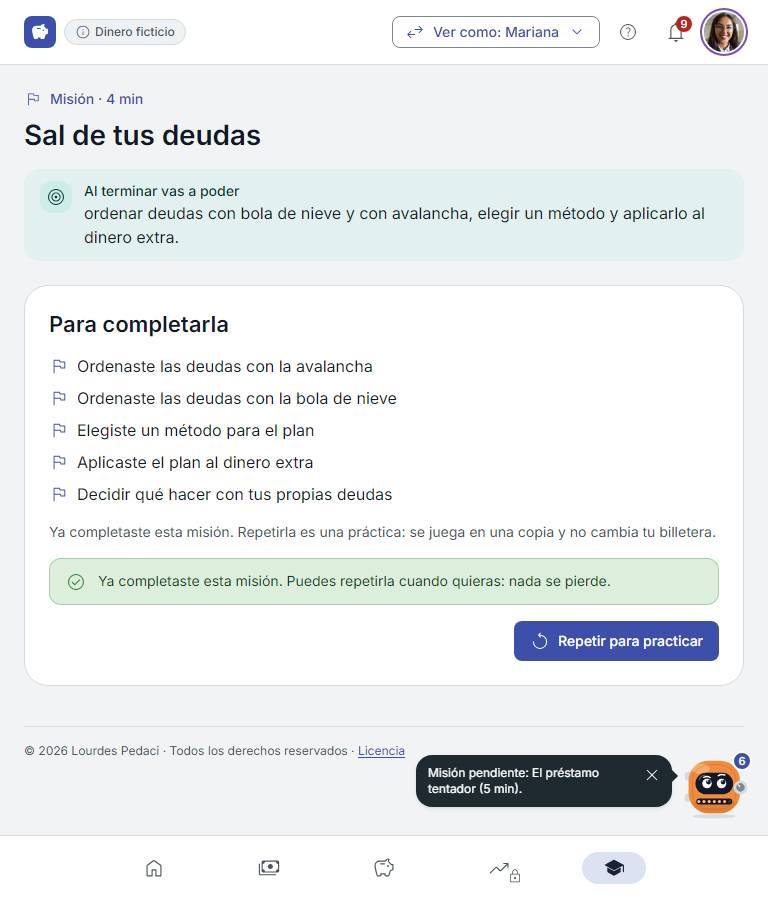 Dinero ficticio
Ver como: Mariana
9
Misión · 4 min
Sal de tus deudas
Al terminar vas a poder
ordenar deudas con bola de nieve y con avalancha, elegir un método y aplicarlo al
dinero extra.
Para completarla
Ordenaste las deudas con la avalancha
Ordenaste las deudas con la bola de nieve
Elegiste un método para el plan
Aplicaste el plan al dinero extra
Decidir qué hacer con tus propias deudas
Ya completaste esta misión. Repetirla es una práctica: se juega en una copia y no cambia tu billetera.
Ya completaste esta misión. Puedes repetirla cuando quieras: nada se pierde.
Repetir para practicar
© 2026 Lourdes Pedaci · Todos los derechos reservados · Licencia
Misión pendiente: El préstamo
tentador (5 min).
6